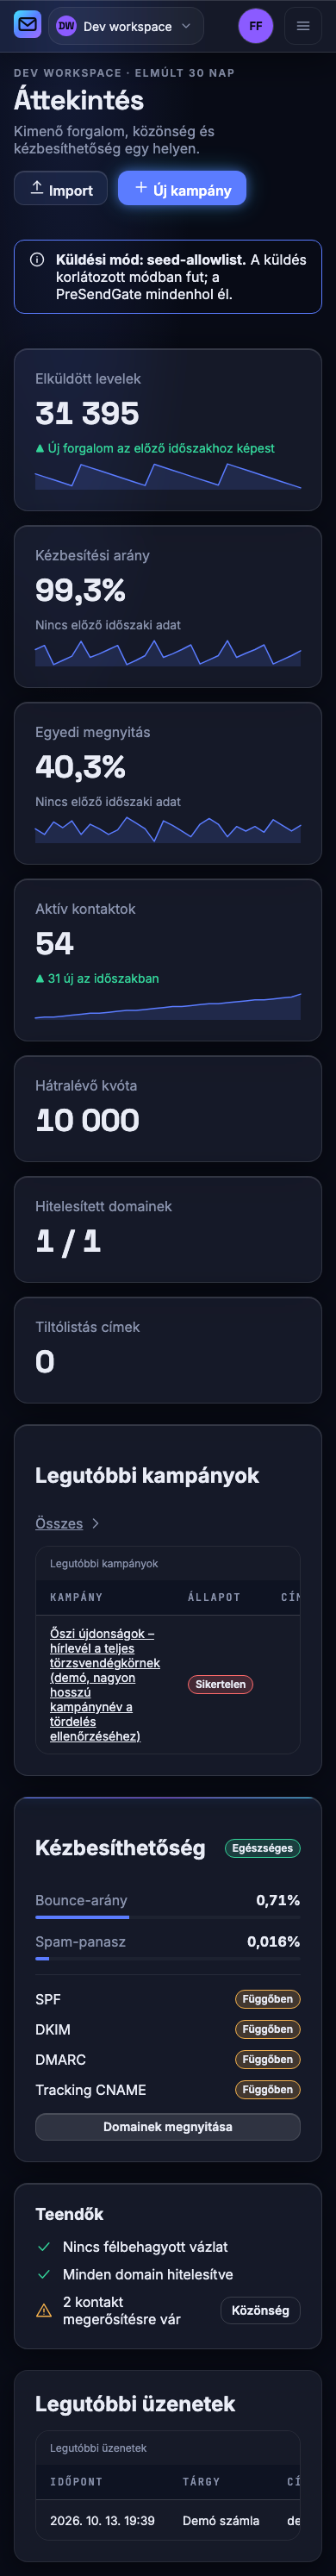 DW Dev workspace FF
DEV WORKSPACE · ELMÚLT 30 NAP
Áttekintés
Kimenő forgalom, közönség és
kézbesíthetőség egy helyen.
Import
Új kampány
Küldési mód: seed-allowlist. A küldés
korlátozott módban fut; a
PreSendGate mindenhol él.
Elküldött levelek
31 395
Új forgalom az előző időszakhoz képest
Kézbesítési arány
99,3%
Nincs előző időszaki adat
Egyedi megnyitás
40,3%
Nincs előző időszaki adat
Aktív kontaktok
54
31 új az időszakban
Hátralévő kvóta
10 000
Hitelesített domainek
1 / 1
Tiltólistás címek
0
Legutóbbi kampányok
Összes
Legutóbbi kampányok
KAMPÁNY ÁLLAPOT CÍM
Őszi újdonságok –
hírlevél a teljes
törzsvendégkörnek
(demó, nagyon
hosszú
kampánynév a
tördelés
ellenőrzéséhez)
Sikertelen
Kézbesíthetőség Egészséges
Bounce-arány 0,71%
Spam-panasz 0,016%
SPF Függőben
DKIM Függőben
DMARC Függőben
Tracking CNAME Függőben
Domainek megnyitása
Teendők
Nincs félbehagyott vázlat
Minden domain hitelesítve
2 kontakt
megerősítésre vár
Közönség
Legutóbbi üzenetek
Legutóbbi üzenetek
IDŐPONT TÁRGY CÍ
2026. 10. 13. 19:39 Demó számla de